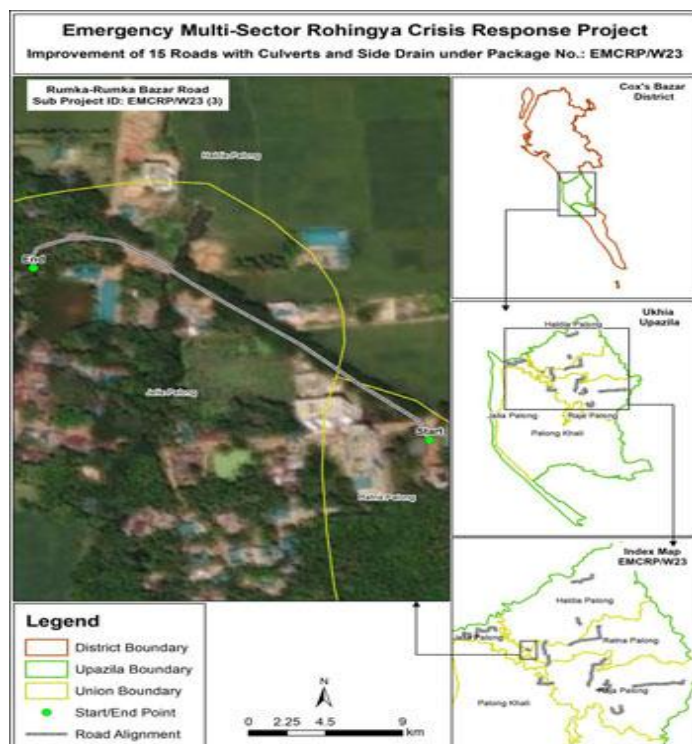 Emergency Multi-Sector Rohingya Crisis Response Project
Improvement of 15 Roads with Culverts and Side Drain under Package No.: EMCRP/W23
Rumka-Rumka Bazar Road
Sub Project ID: EMCRP/W23 (3)
Haldia Palong
End
Jalia Palong
Start
Ratna Palong
Cox's Bazar
District
Ukhia
Upazila
Haldia Palong
Jalia Palong
Raja Palong
Palong Khali
Index Map
EMCRP/W23
Haldia Palong
Jalia Palong
Ratna Palong
Raja Palong
Palong Khali
Legend
District Boundary
Upazila Boundary
Union Boundary
Start/End Point
Road Alignment
N
0 2.25 4.5 9
km